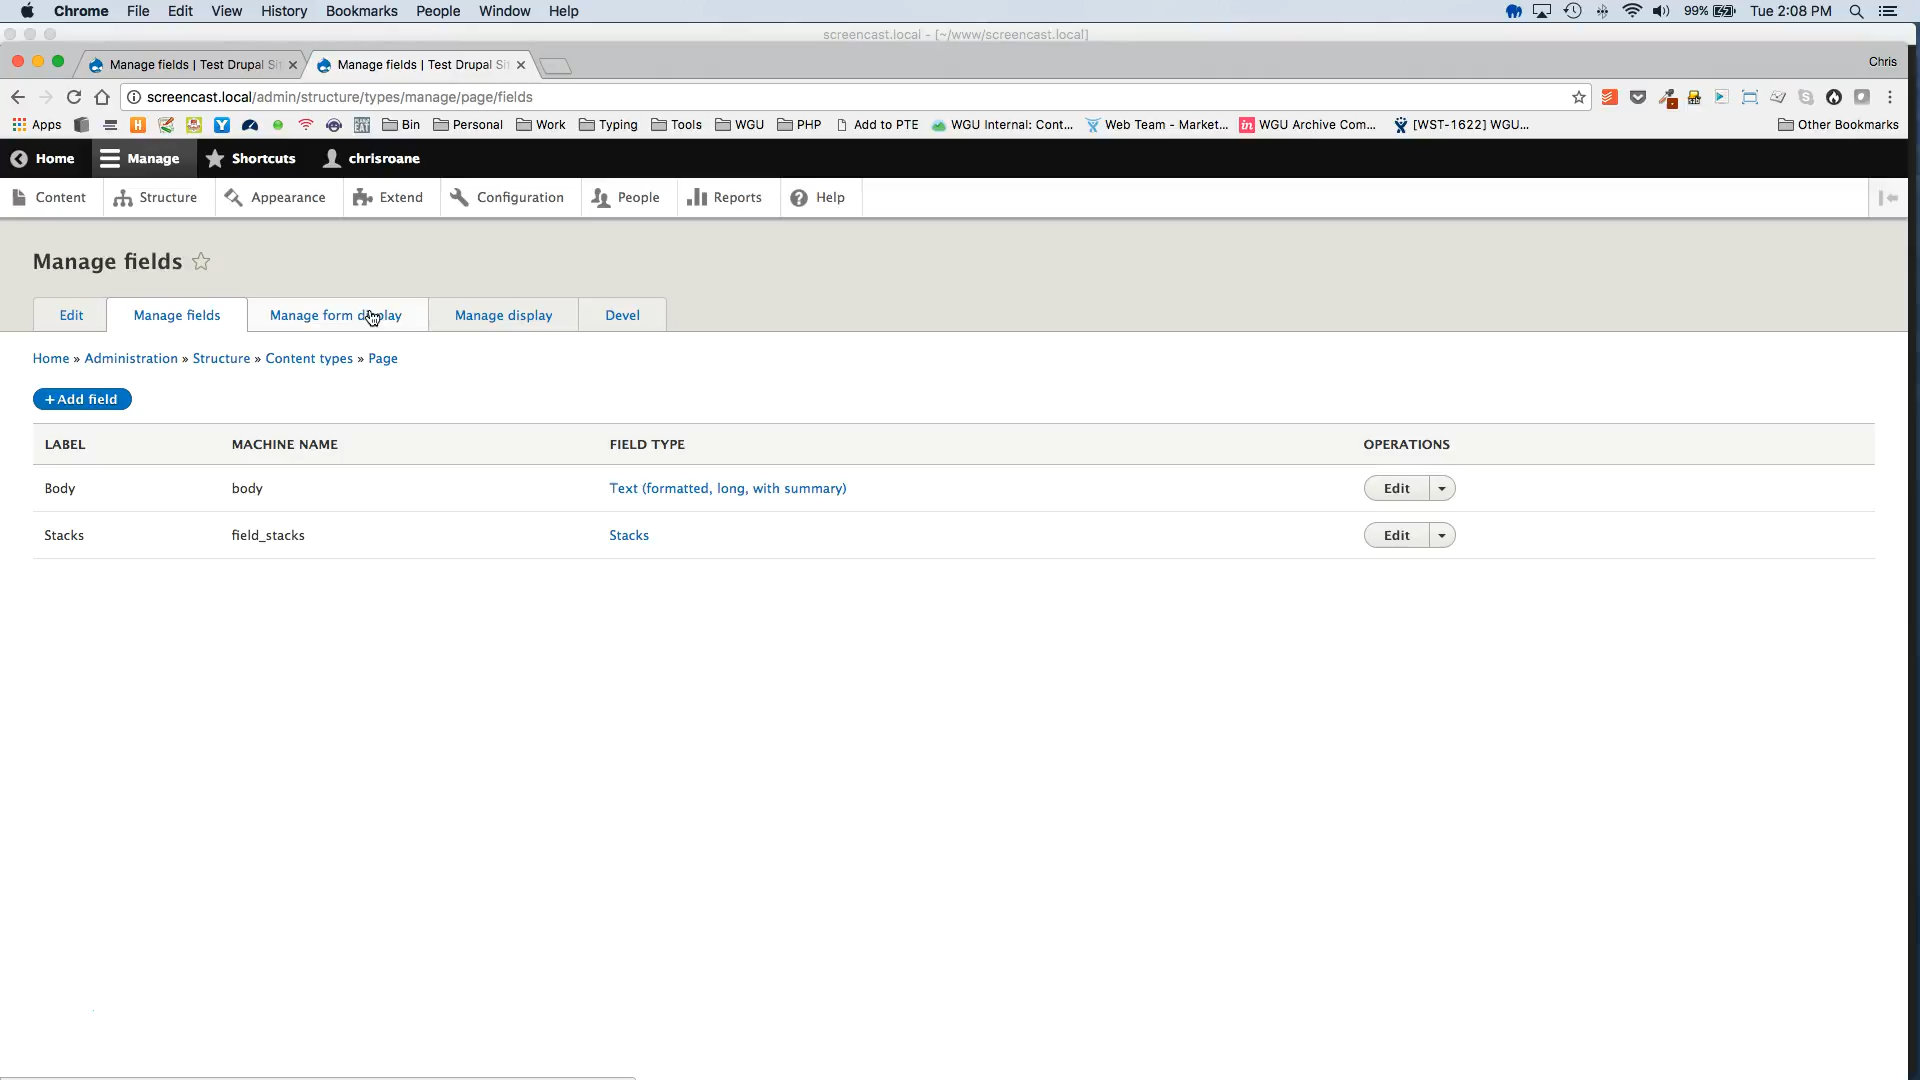 Chrome File Edit View History Bookmarks People Window Help 99% Tue 2:08 PM
screencast.local - [~/www/screencast.local]
Manage fields | Test Drupal Si Manage fields | Test Drupal Si Chris
screencast.local/admin/structure/types/manage/page/fields
Apps Bin Personal Work Typing Tools WGU PHP Add to PTE WGU Internal: Cont... Web Team - Market... WGU Archive Com... [WST-1622] WGU... Other Bookmarks
Home Manage Shortcuts chrisroane
Content Structure Appearance Extend Configuration People Reports Help
Manage fields
Edit Manage fields Manage form display Manage display Devel
Home » Administration » Structure » Content types » Page
+ Add field
LABEL MACHINE NAME FIELD TYPE OPERATIONS
Body body Text (formatted, long, with summary) Edit
Stacks field_stacks Stacks Edit